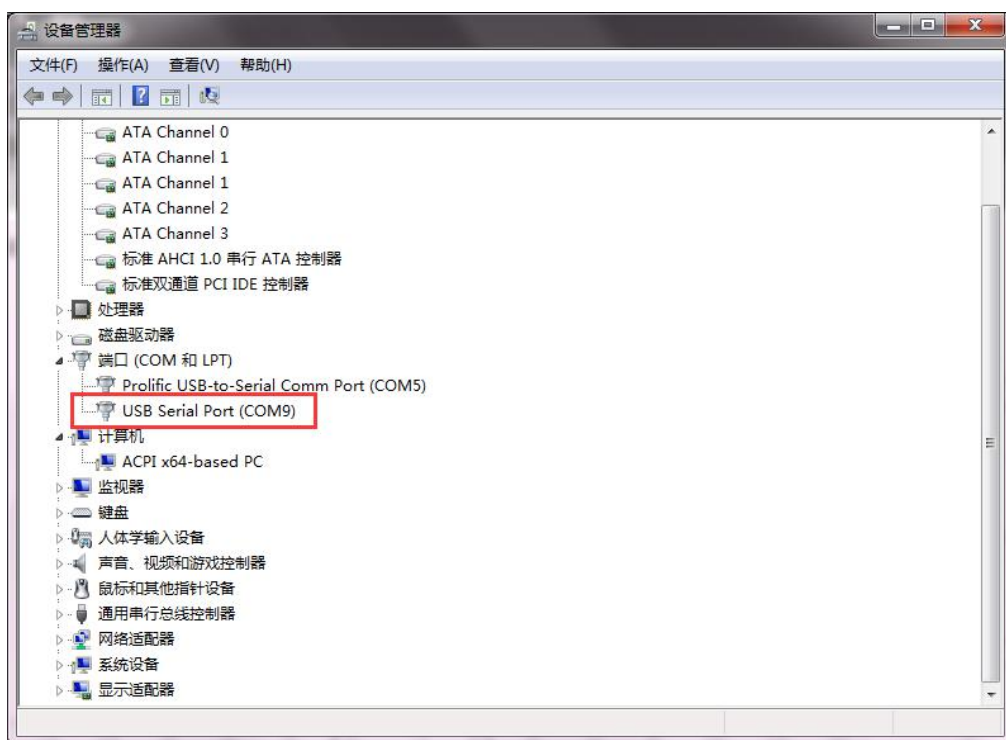 设备管理器
文件(F) 操作(A) 查看(V) 帮助(H)
ATA Channel 0
ATA Channel 1
ATA Channel 1
ATA Channel 2
ATA Channel 3
标准 AHCI 1.0 串行 ATA 控制器
标准双通道 PCI IDE 控制器
处理器
磁盘驱动器
端口 (COM 和 LPT)
Prolific USB-to-Serial Comm Port (COM5)
USB Serial Port (COM9)
计算机
ACPI x64-based PC
监视器
键盘
人体学输入设备
声音、视频和游戏控制器
鼠标和其他指针设备
通用串行总线控制器
网络适配器
系统设备
显示适配器